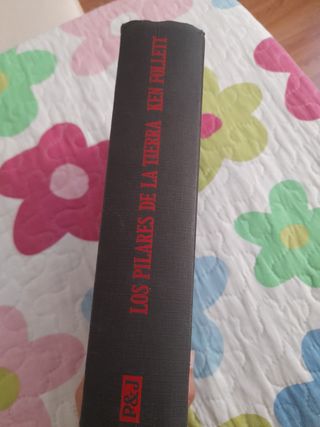 LOS PILARES DE LA TIERRA KEN FOLLETT
P&J